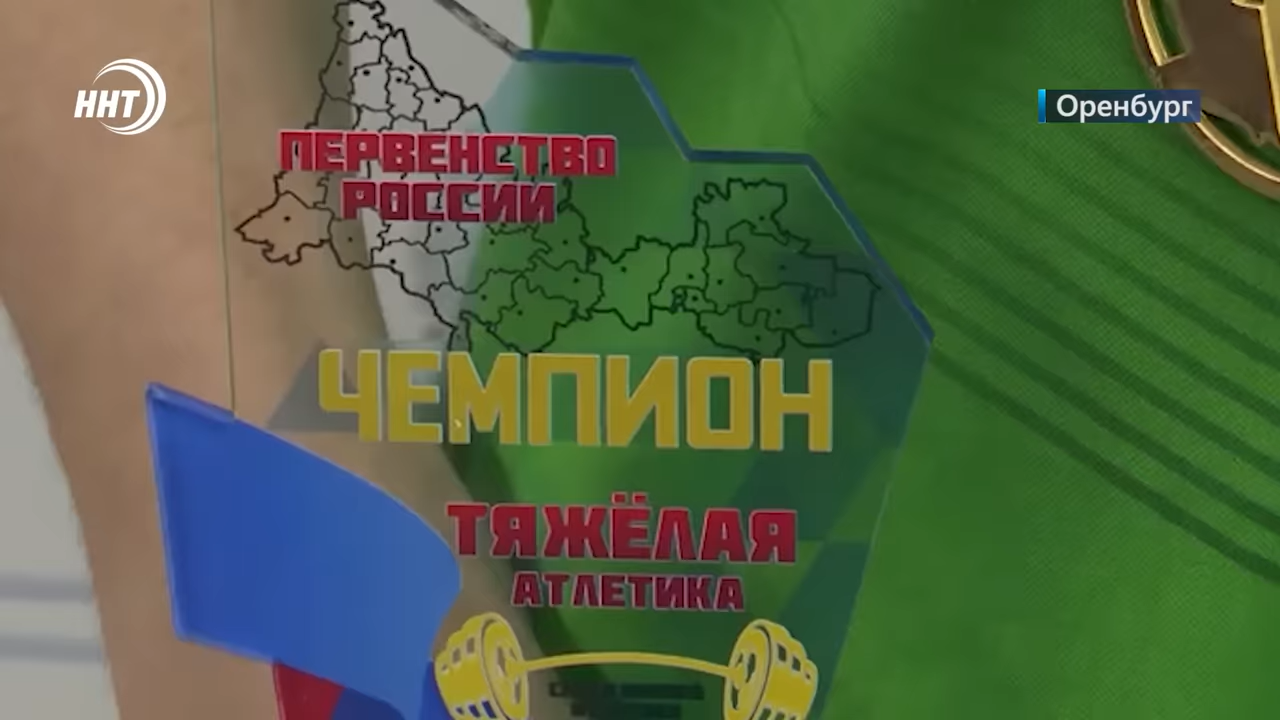 ННТ
Оренбург
ПЕРВЕНСТВО
РОССИИ
ЧЕМПИОН
ТЯЖЁЛАЯ
АТЛЕТИКА